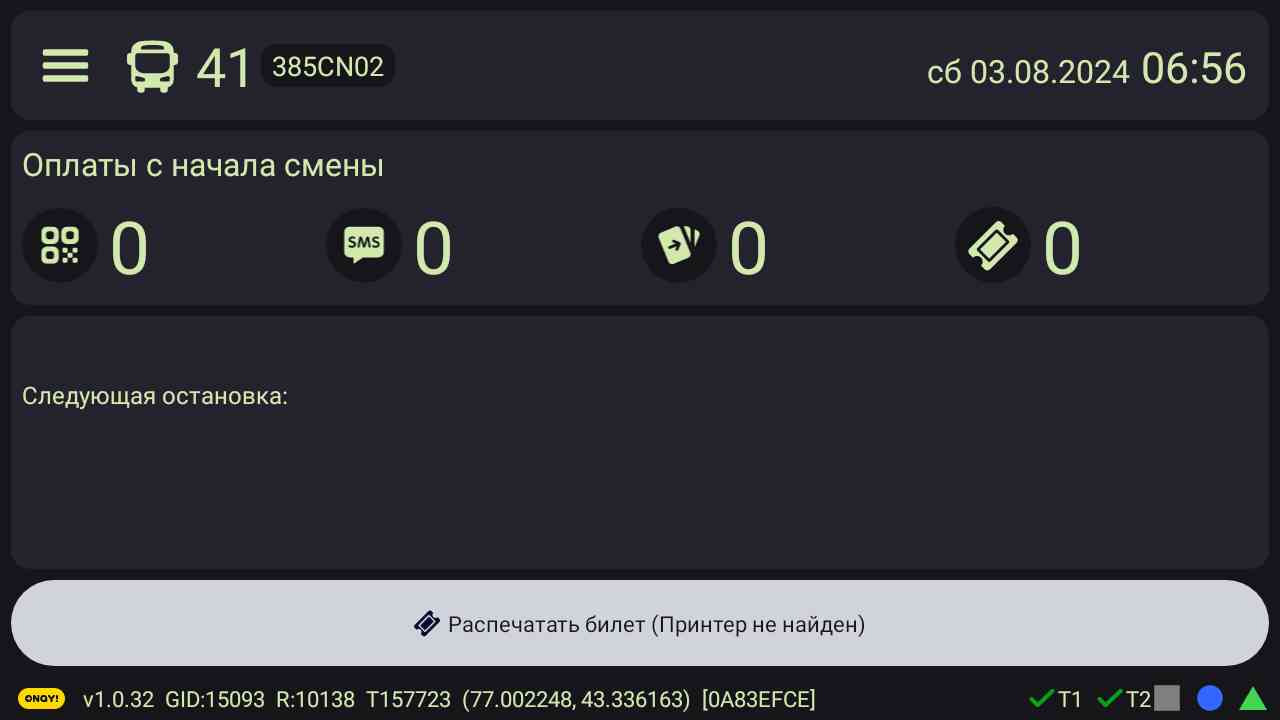 41 385CN02 сб 03.08.2024 06:56
Оплаты с начала смены
0 SMS 0 0 0
Следующая остановка:
Распечатать билет (Принтер не найден)
ONAY! v1.0.32 GID:15093 R:10138 T157723 (77.002248, 43.336163) [0A83EFCE] T1 T2